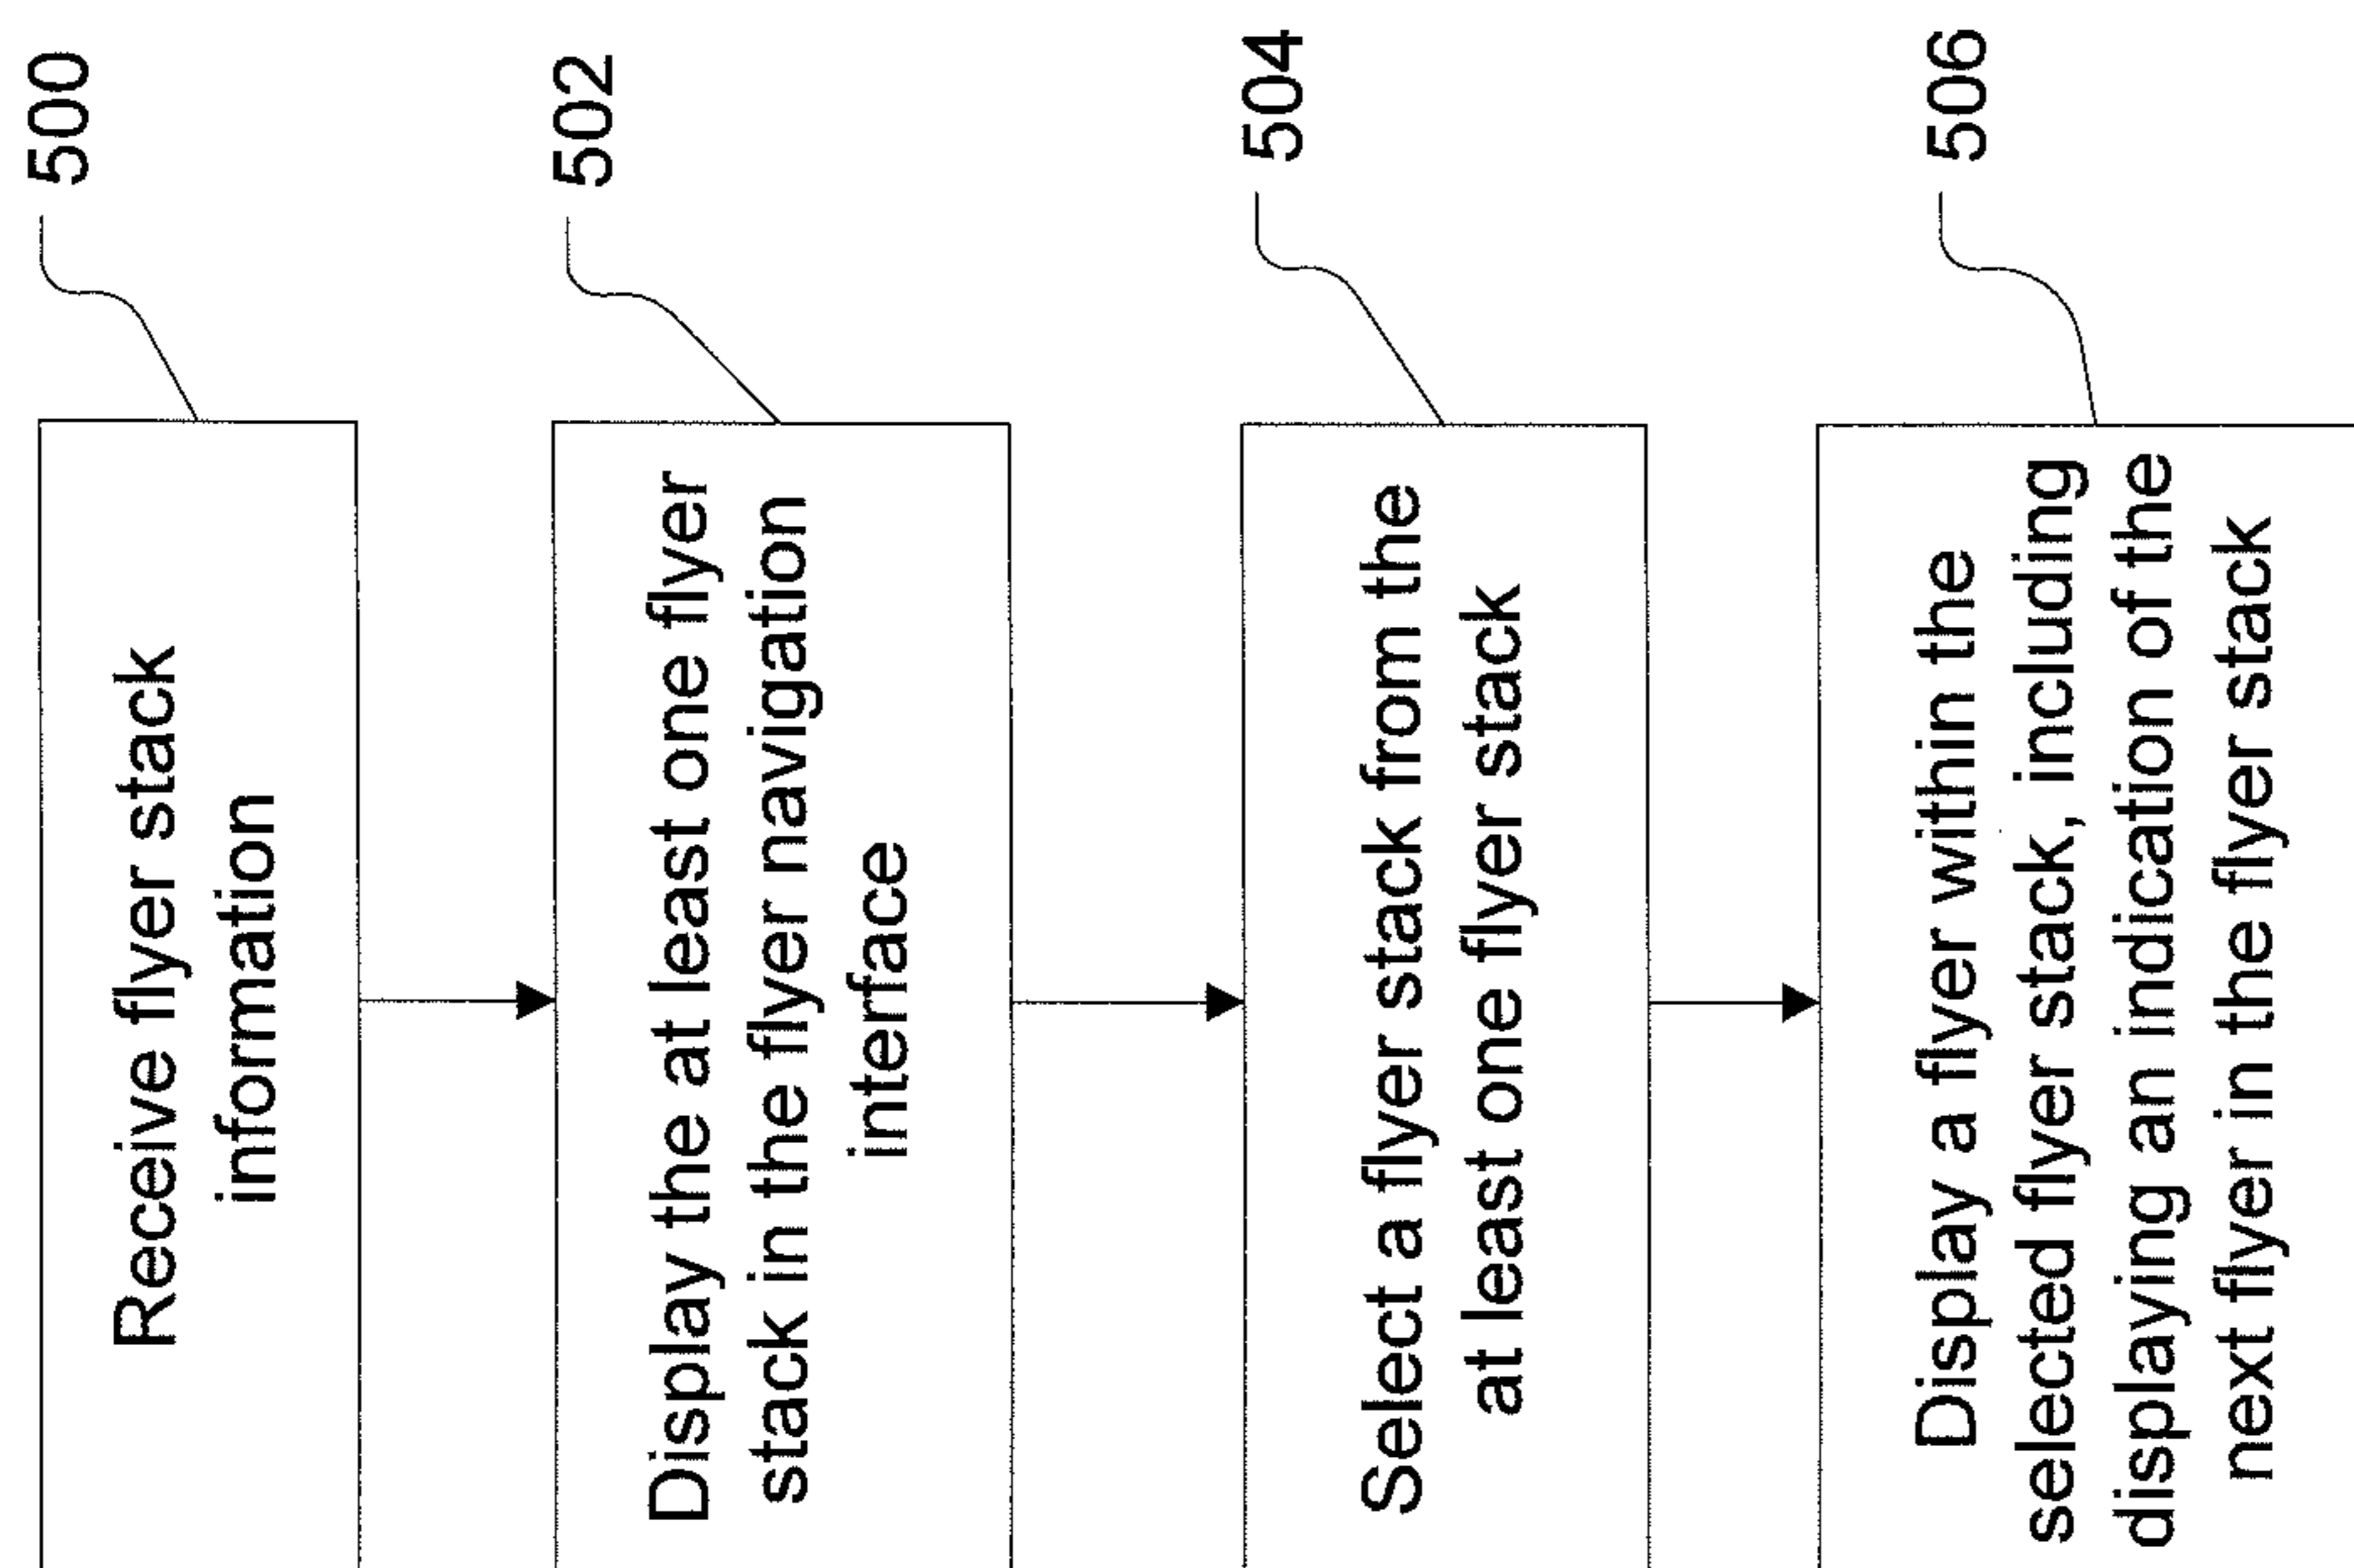 500
Receive flyer stack
information
502
Display the at least one flyer
stack in the flyer navigation
interface
504
Select a flyer stack from the
at least one flyer stack
506
Display a flyer within the
selected flyer stack, including
displaying an indication of the
next flyer in the flyer stack